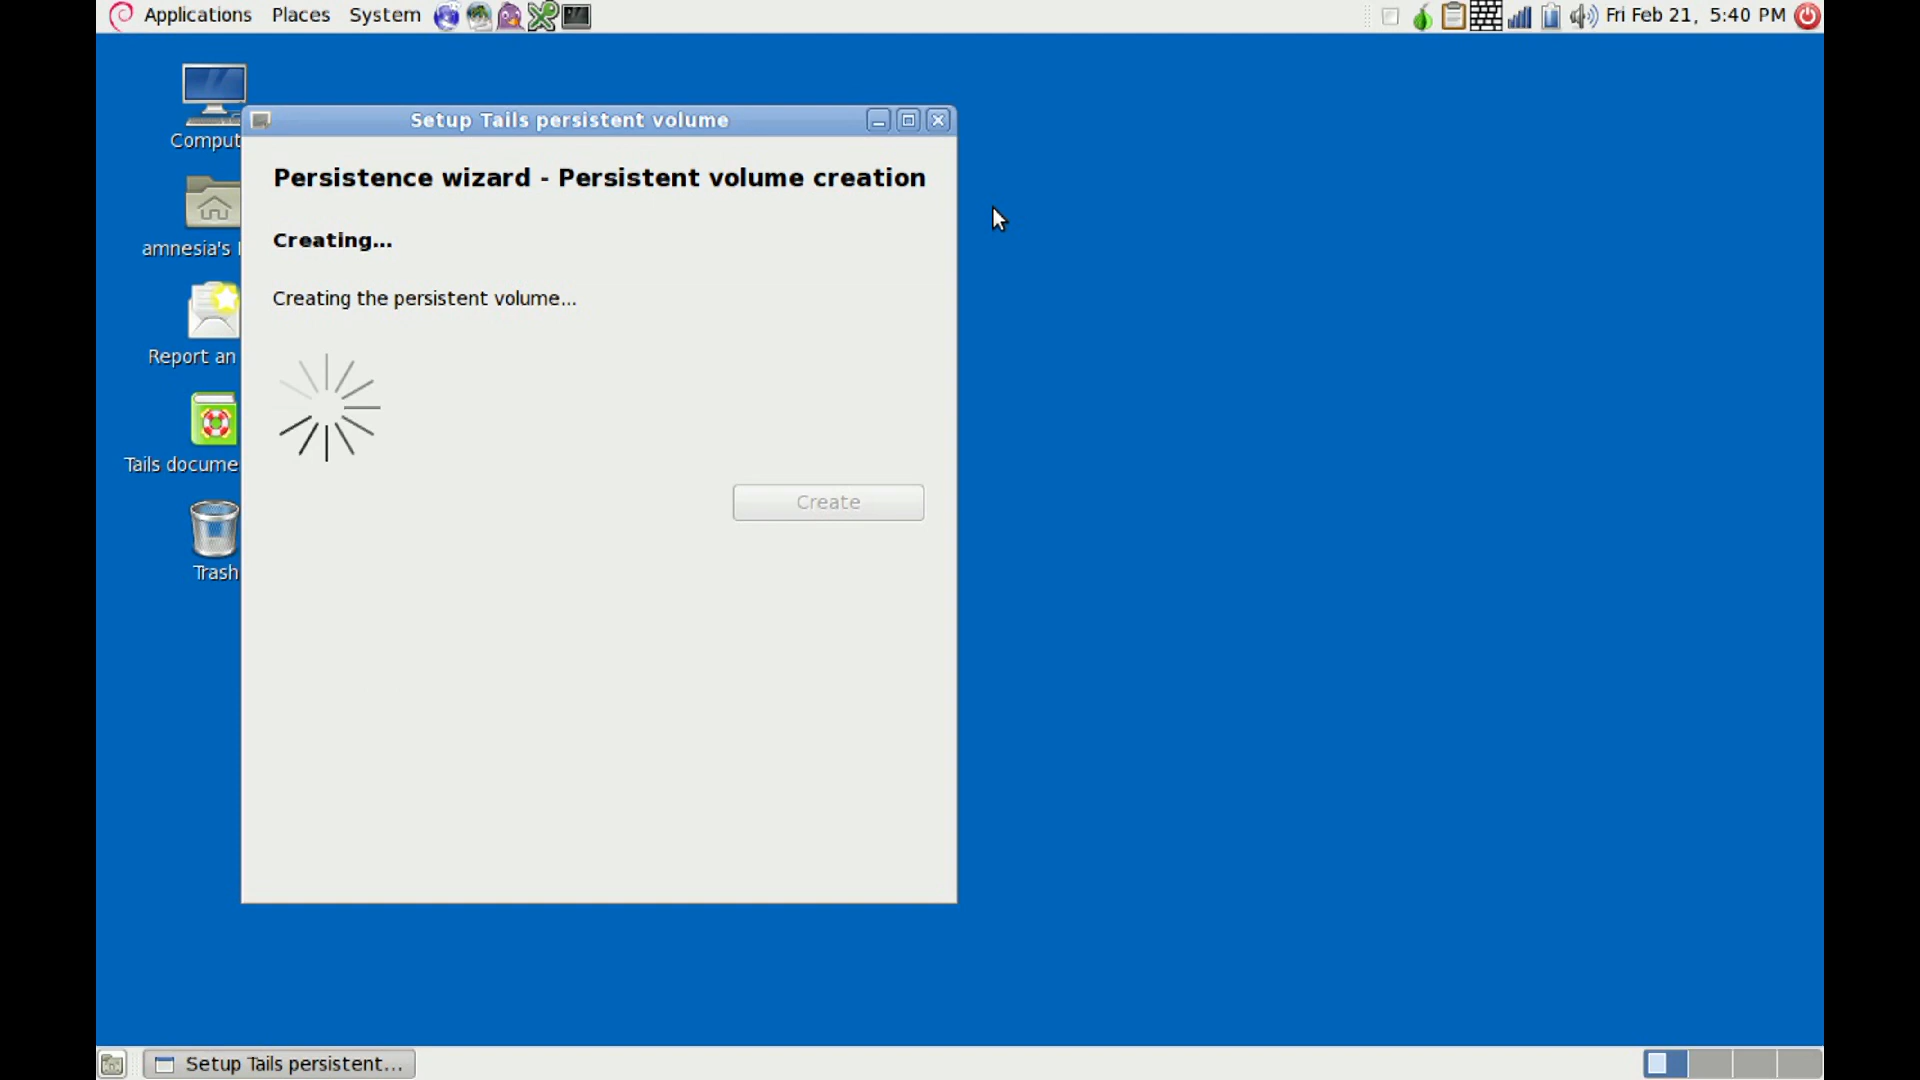 Applications Places System Fri Feb 21, 5:40 PM
Comput
amnesia's
Report an
Tails docume
Trash
Setup Tails persistent volume
Persistence wizard - Persistent volume creation
Creating...
Creating the persistent volume...
Create
Setup Tails persistent...